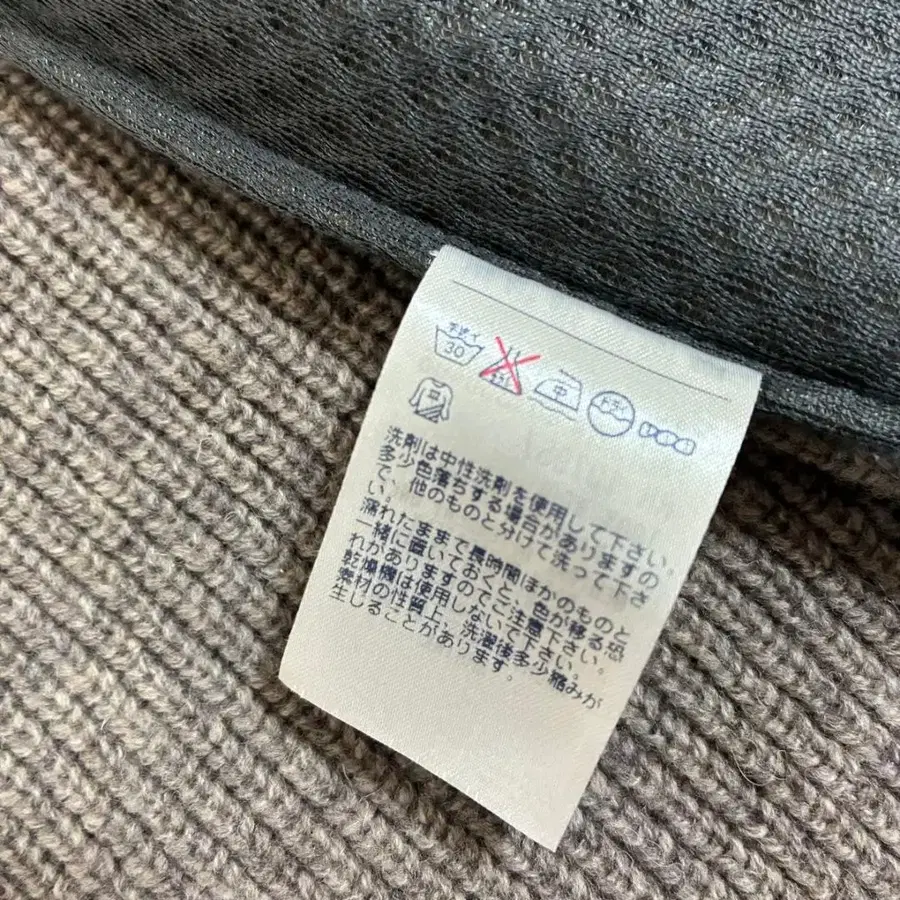 手洗イ
30
中
ドライ
中
洗剤は中性洗剤を使用して下さい。
多少色落ちする場合がありますの
で、他のものと分けて洗って下さ
い。
濡れたままで長時間ほかのものと
一緒に置いておくと、色が移る恐
れがありますのでご注意下さい。
乾燥機は使用しないで下さい。
素材の性質上、洗濯後多少縮みが
生じることがあります。